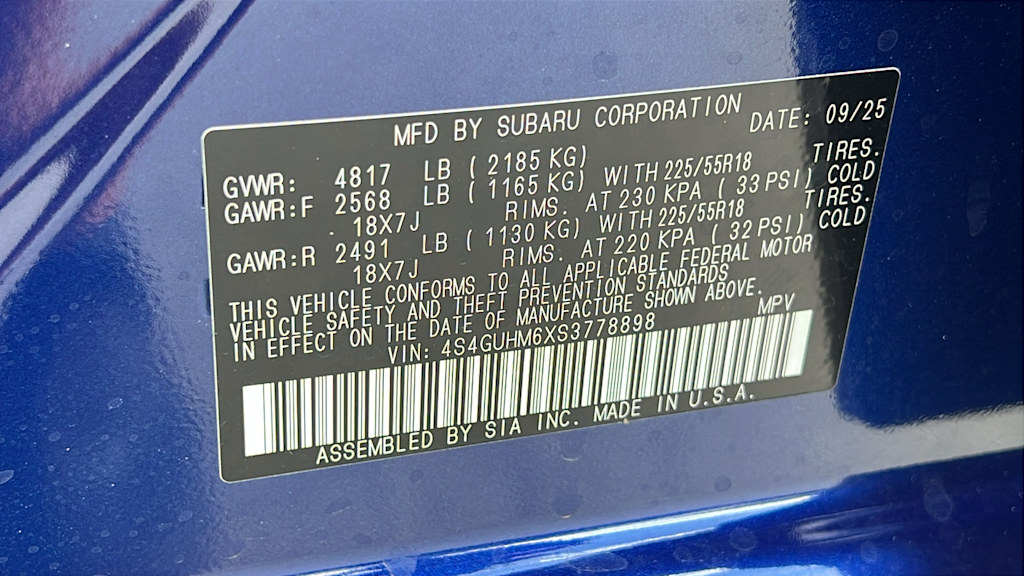 MFD BY SUBARU CORPORATION
DATE: 09/25
GVWR: 4817 LB ( 2185 KG)
GAWR:F 2568 LB ( 1165 KG) WITH 225/55R18 TIRES.
18X7J RIMS. AT 230 KPA ( 33 PSI) COLD
GAWR:R 2491 LB ( 1130 KG) WITH 225/55R18 TIRES.
18X7J RIMS. AT 220 KPA ( 32 PSI) COLD
THIS VEHICLE CONFORMS TO ALL APPLICABLE FEDERAL MOTOR
VEHICLE SAFETY AND THEFT PREVENTION STANDARDS
IN EFFECT ON THE DATE OF MANUFACTURE SHOWN ABOVE.
VIN: 4S4GUHM6XS3778898 MPV
ASSEMBLED BY SIA INC. MADE IN U.S.A.